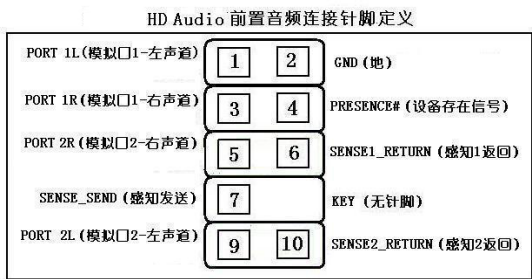 HD Audio 前置音频连接针脚定义
PORT 1L(模拟口1-左声道) 1 2 GND(地)
PORT 1R(模拟口1-右声道) 3 4 PRESENCE#(设备存在信号)
PORT 2R(模拟口2-右声道) 5 6 SENSE1_RETURN(感知1返回)
SENSE_SEND(感知发送) 7 KEY (无针脚)
PORT 2L(模拟口2-左声道) 9 10 SENSE2_RETURN(感知2返回)